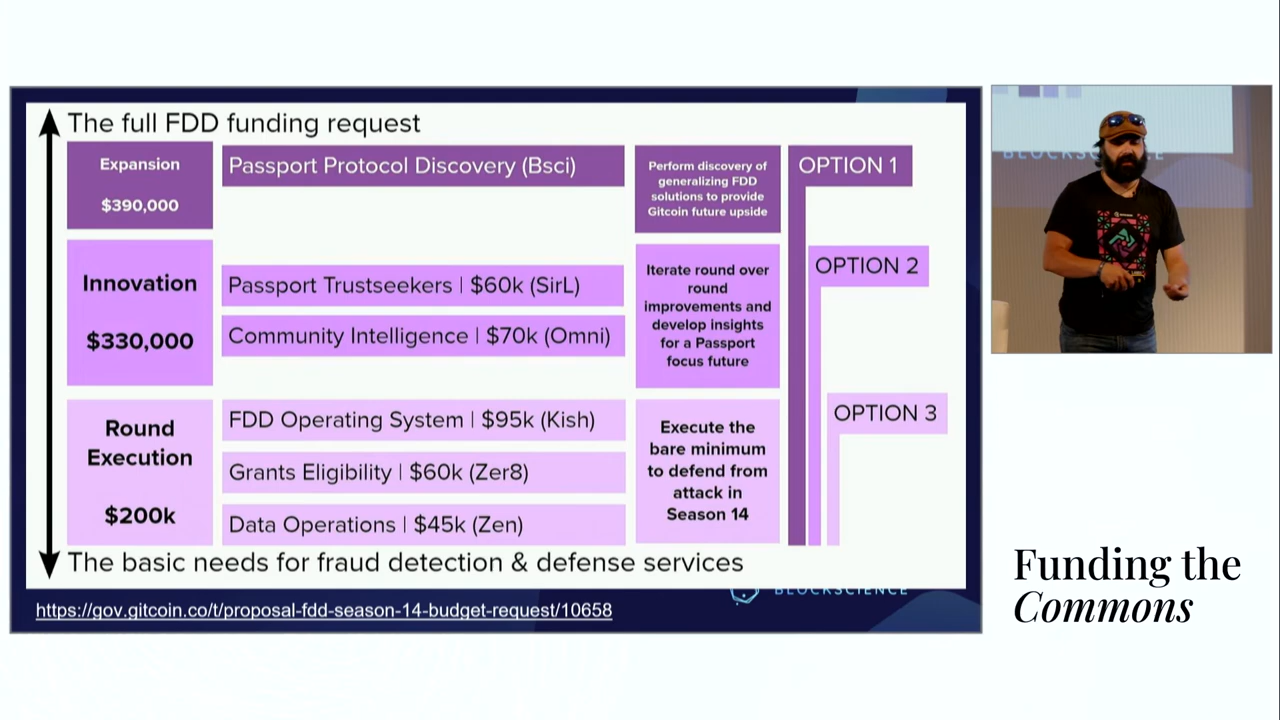 The full FDD funding request
Expansion
$390,000
Passport Protocol Discovery (Bsci)
Perform discovery of
generalizing FDD
solutions to provide
Gitcoin future upside
OPTION 1
Innovation
$330,000
Passport Trustseekers | $60k (SirL)
Community Intelligence | $70k (Omni)
Iterate round over
round
improvements and
develop insights
for a Passport
focus future
OPTION 2
Round
Execution
$200k
FDD Operating System | $95k (Kish)
Grants Eligibility | $60k (Zer8)
Data Operations | $45k (Zen)
Execute the
bare minimum
to defend from
attack in
Season 14
OPTION 3
The basic needs for fraud detection & defense services
BLOCKSCIENCE
https://gov.gitcoin.co/t/proposal-fdd-season-14-budget-request/10658
BLOCKSCIENCE
Funding the
Commons